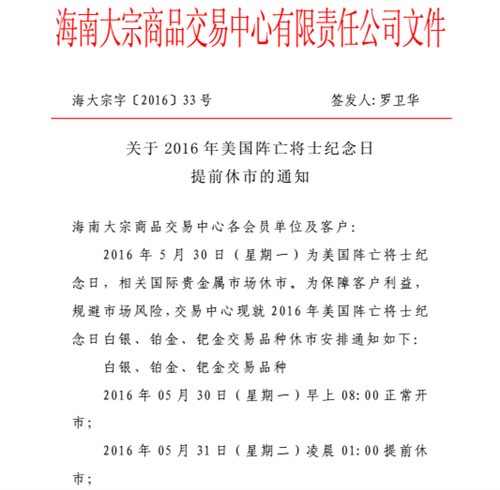 海南大宗商品交易中心有限责任公司文件
海大宗字〔2016〕33 号 签发人: 罗卫华
关于 2016 年美国阵亡将士纪念日
提前休市的通知
海南大宗商品交易中心各会员单位及客户：
2016 年 5 月 30 日（星期一）为美国阵亡将士纪
念日，相关国际贵金属市场休市。为保障客户利益，
规避市场风险,交易中心现就 2016 年美国阵亡将士纪
念日白银、铂金、钯金交易品种休市安排通知如下：
白银、铂金、钯金交易品种
2016 年 05 月 30 日（星期一）早上 08:00 正常开
市；
2016 年 05 月 31 日（星期二）凌晨 01:00 提前休
市；